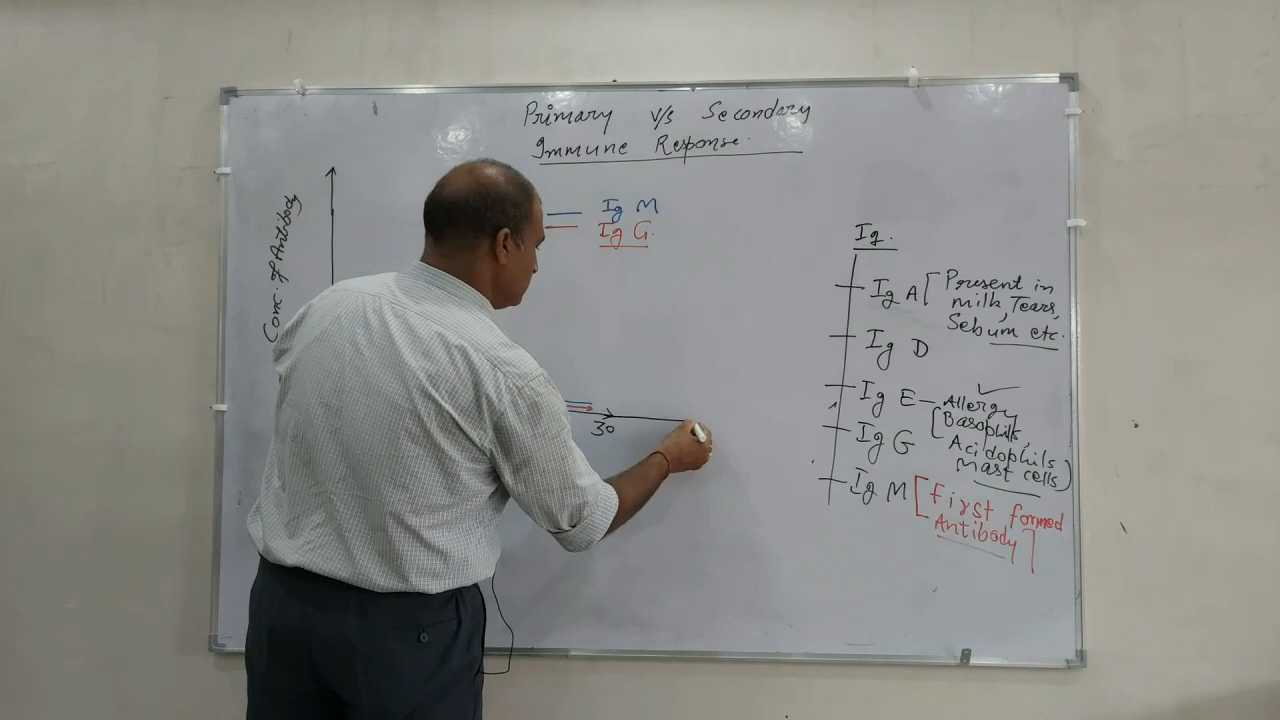 Primary v/s Secondary
Immune Response.
Ig M
Ig G.
Conc. of Antibody
30
Ig.
Ig A [Present in
milk, Tears,
Sebum etc.
Ig D
Ig E – Allergy
[Basophils,
Acidophils
Mast cells)
Ig G
Ig M [First formed
Antibody]